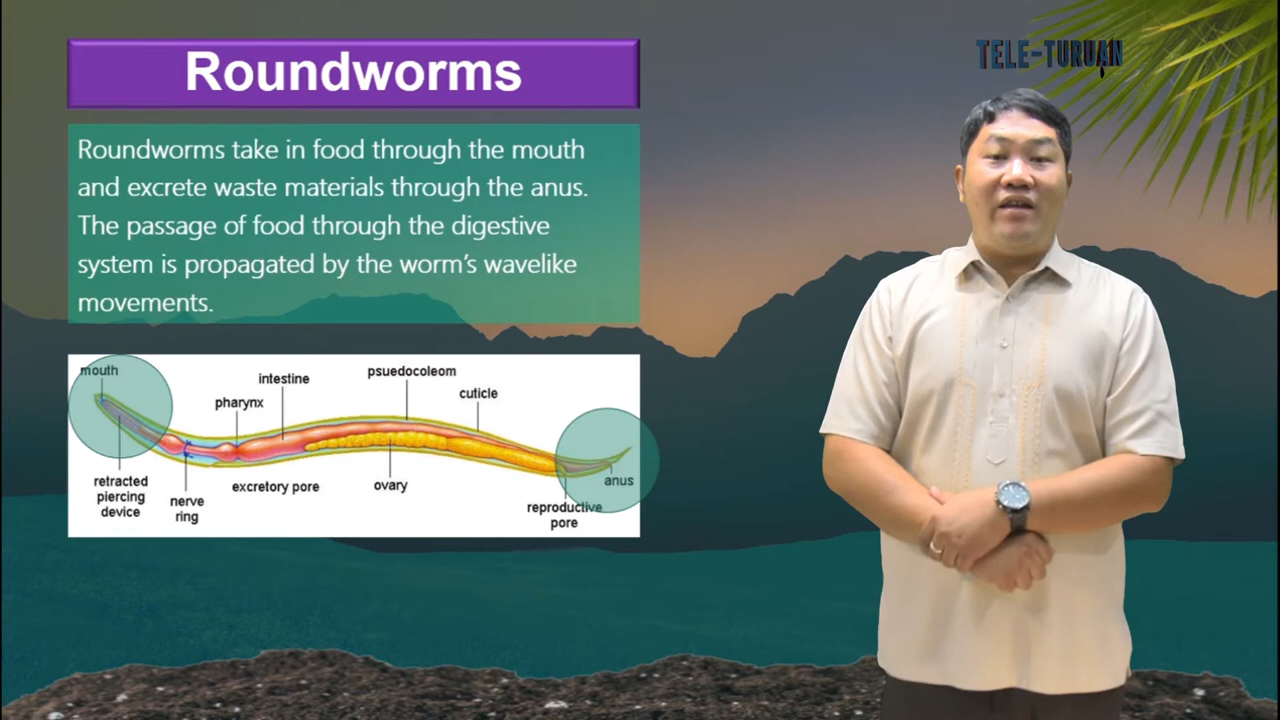 Roundworms
TELE-TURUAN
Roundworms take in food through the mouth
and excrete waste materials through the anus.
The passage of food through the digestive
system is propagated by the worm's wavelike
movements.
mouth
intestine
psuedocoleom
pharynx
cuticle
retracted
piercing
device
nerve
ring
excretory pore
ovary
anus
reproductive
pore